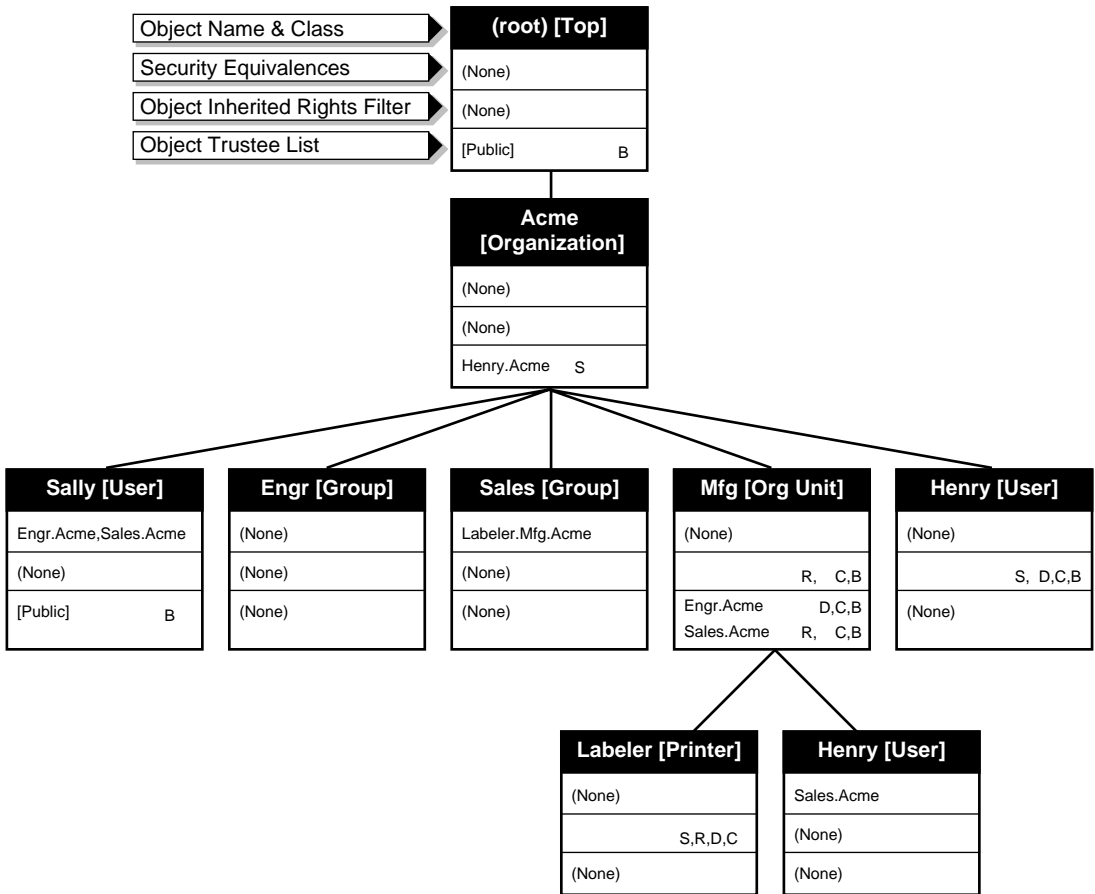 Object Name & Class
Security Equivalences
Object Inherited Rights Filter
Object Trustee List
(root) [Top]
(None)
(None)
[Public] B
Acme
[Organization]
(None)
(None)
Henry.Acme S
Sally [User]
Engr.Acme,Sales.Acme
(None)
[Public] B
Engr [Group]
(None)
(None)
(None)
Sales [Group]
Labeler.Mfg.Acme
(None)
(None)
Mfg [Org Unit]
(None)
R, C,B
Engr.Acme D,C,B
Sales.Acme R, C,B
Henry [User]
(None)
S, D,C,B
(None)
Labeler [Printer]
(None)
S,R,D,C
(None)
Henry [User]
Sales.Acme
(None)
(None)